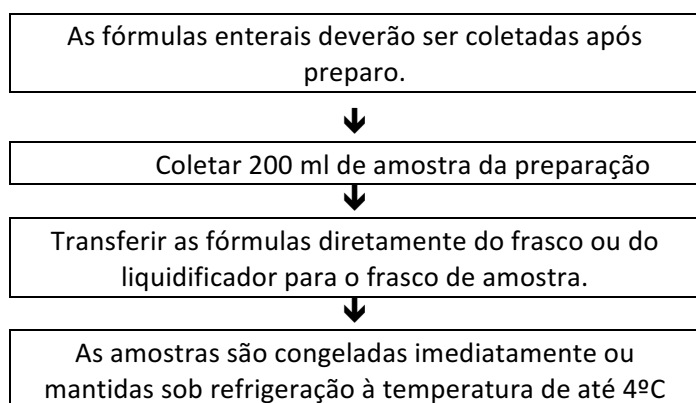 As fórmulas enterais deverão ser coletadas após
preparo.
Coletar 200 ml de amostra da preparação
Transferir as fórmulas diretamente do frasco ou do
liquidificador para o frasco de amostra.
As amostras são congeladas imediatamente ou
mantidas sob refrigeração à temperatura de até 4ºC